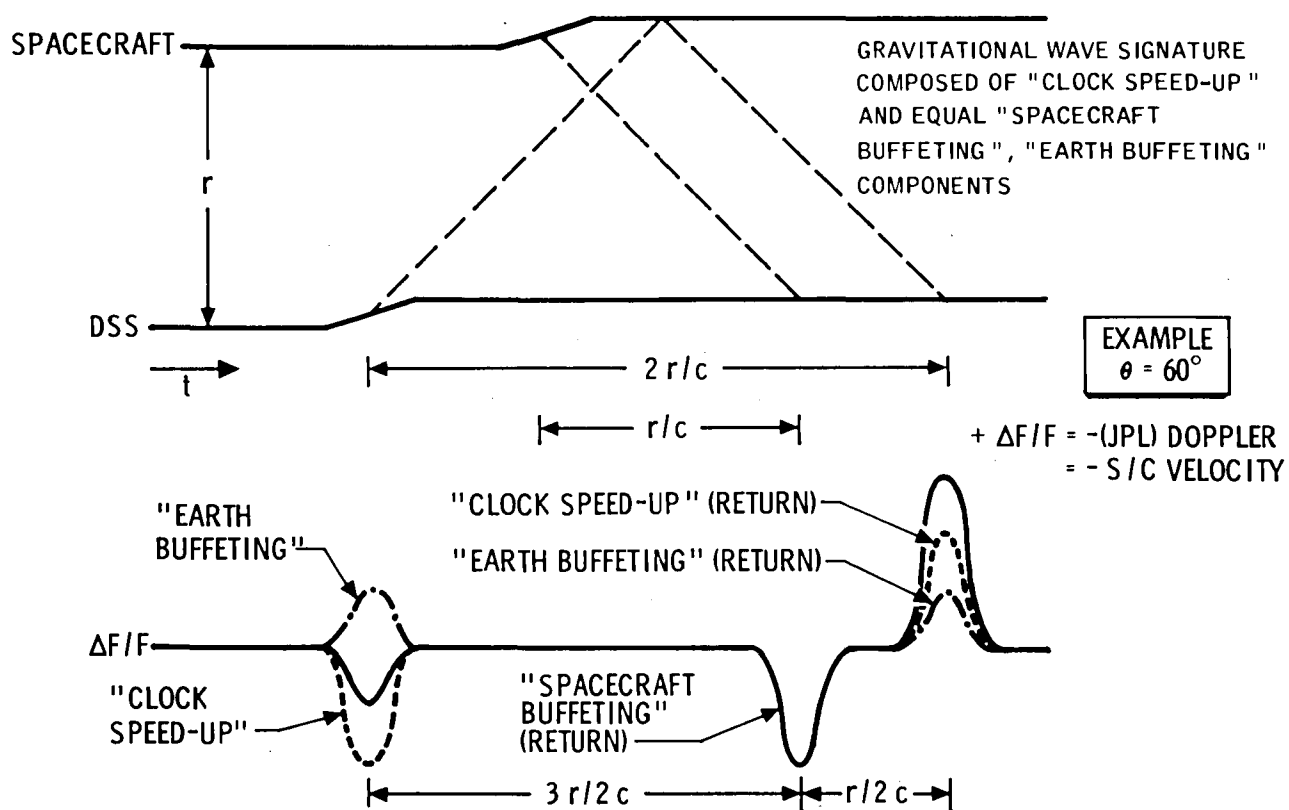 SPACECRAFT
GRAVITATIONAL WAVE SIGNATURE
COMPOSED OF "CLOCK SPEED-UP"
AND EQUAL "SPACECRAFT
BUFFETING", "EARTH BUFFETING"
COMPONENTS
r
DSS
t
2 r/c
EXAMPLE
θ = 60°
r/c
+ ΔF/F = -(JPL) DOPPLER
= - S/C VELOCITY
"EARTH
BUFFETING"
"CLOCK SPEED-UP" (RETURN)
"EARTH BUFFETING" (RETURN)
ΔF/F
"CLOCK
SPEED-UP"
"SPACECRAFT
BUFFETING"
(RETURN)
3 r/2 c
r/2 c